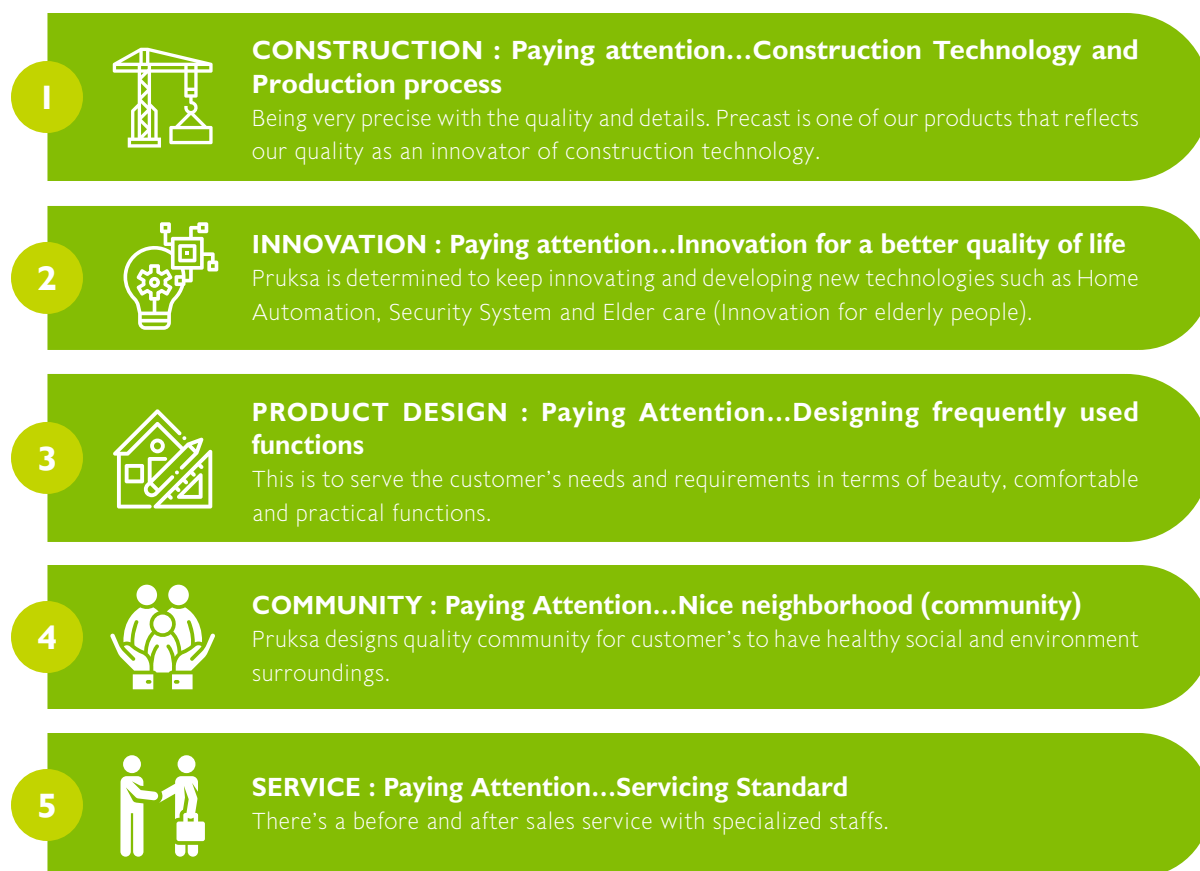 1
CONSTRUCTION : Paying attention...Construction Technology and
Production process
Being very precise with the quality and details. Precast is one of our products that reflects
our quality as an innovator of construction technology.
2
INNOVATION : Paying attention...Innovation for a better quality of life
Pruksa is determined to keep innovating and developing new technologies such as Home
Automation, Security System and Elder care (Innovation for elderly people).
3
PRODUCT DESIGN : Paying Attention...Designing frequently used
functions
This is to serve the customer's needs and requirements in terms of beauty, comfortable
and practical functions.
4
COMMUNITY : Paying Attention...Nice neighborhood (community)
Pruksa designs quality community for customer's to have healthy social and environment
surroundings.
5
SERVICE : Paying Attention...Servicing Standard
There's a before and after sales service with specialized staffs.